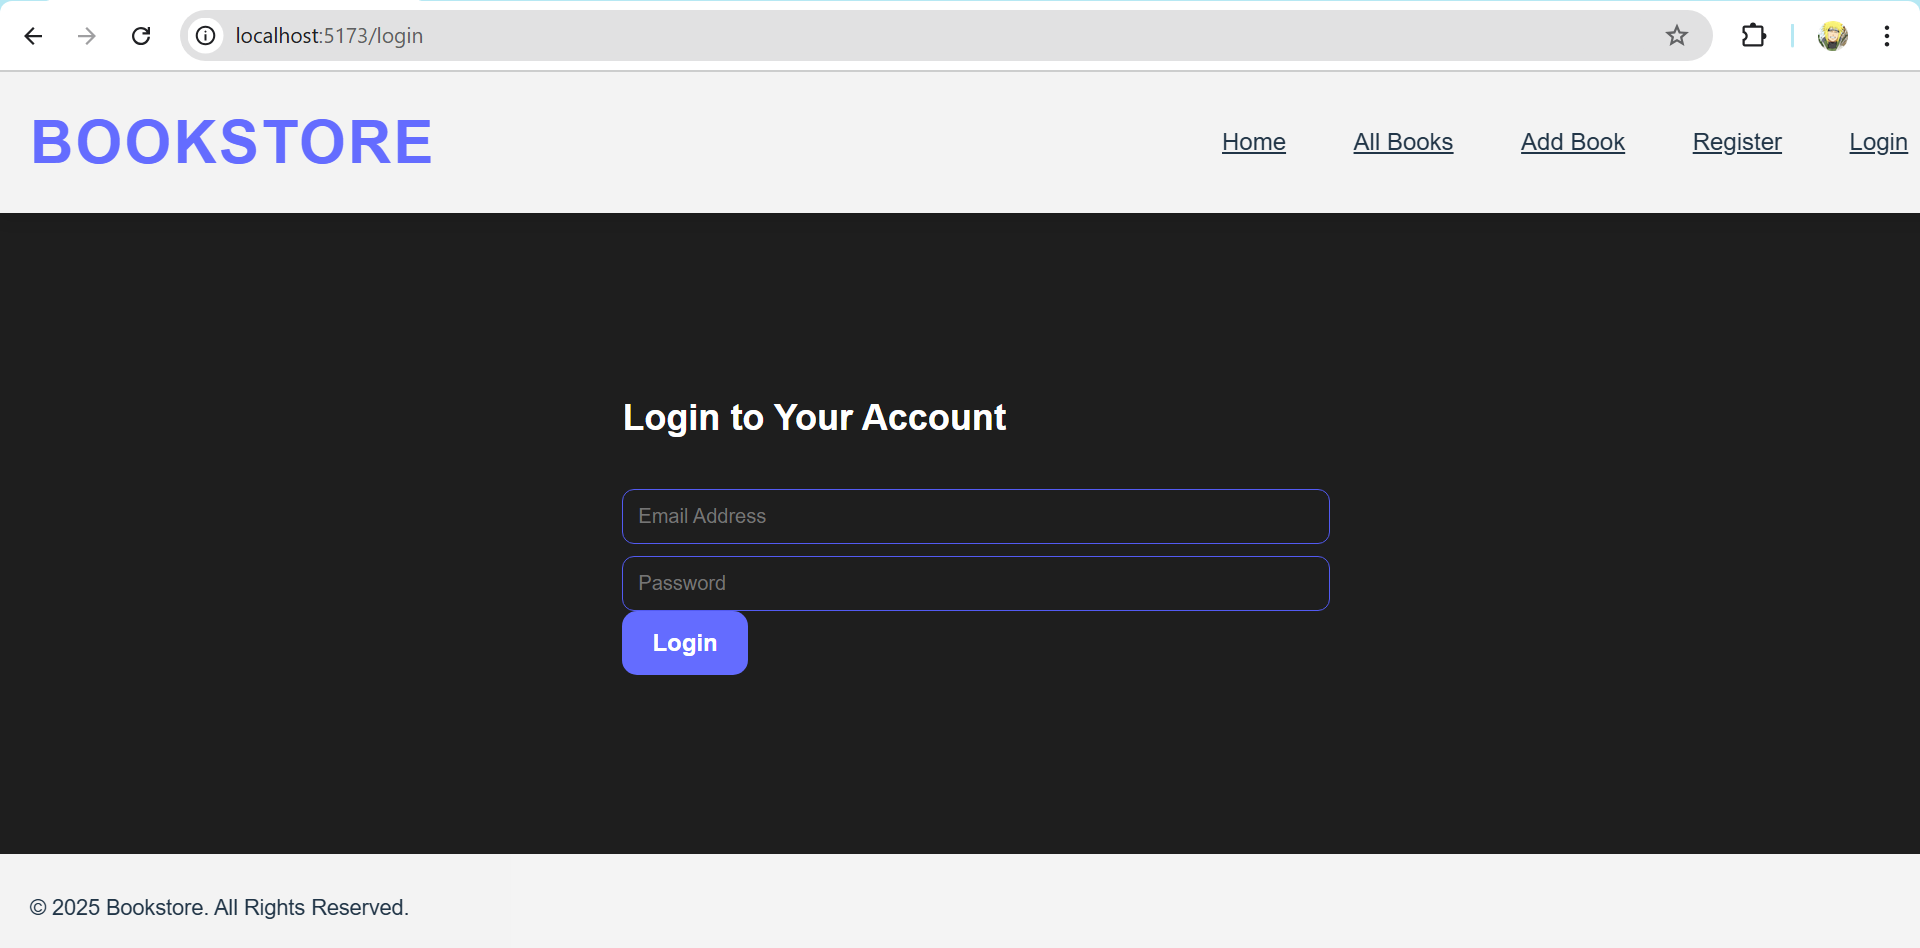 localhost:5173/login
BOOKSTORE
Home All Books Add Book Register Login
Login to Your Account
Email Address
Password
Login
© 2025 Bookstore. All Rights Reserved.